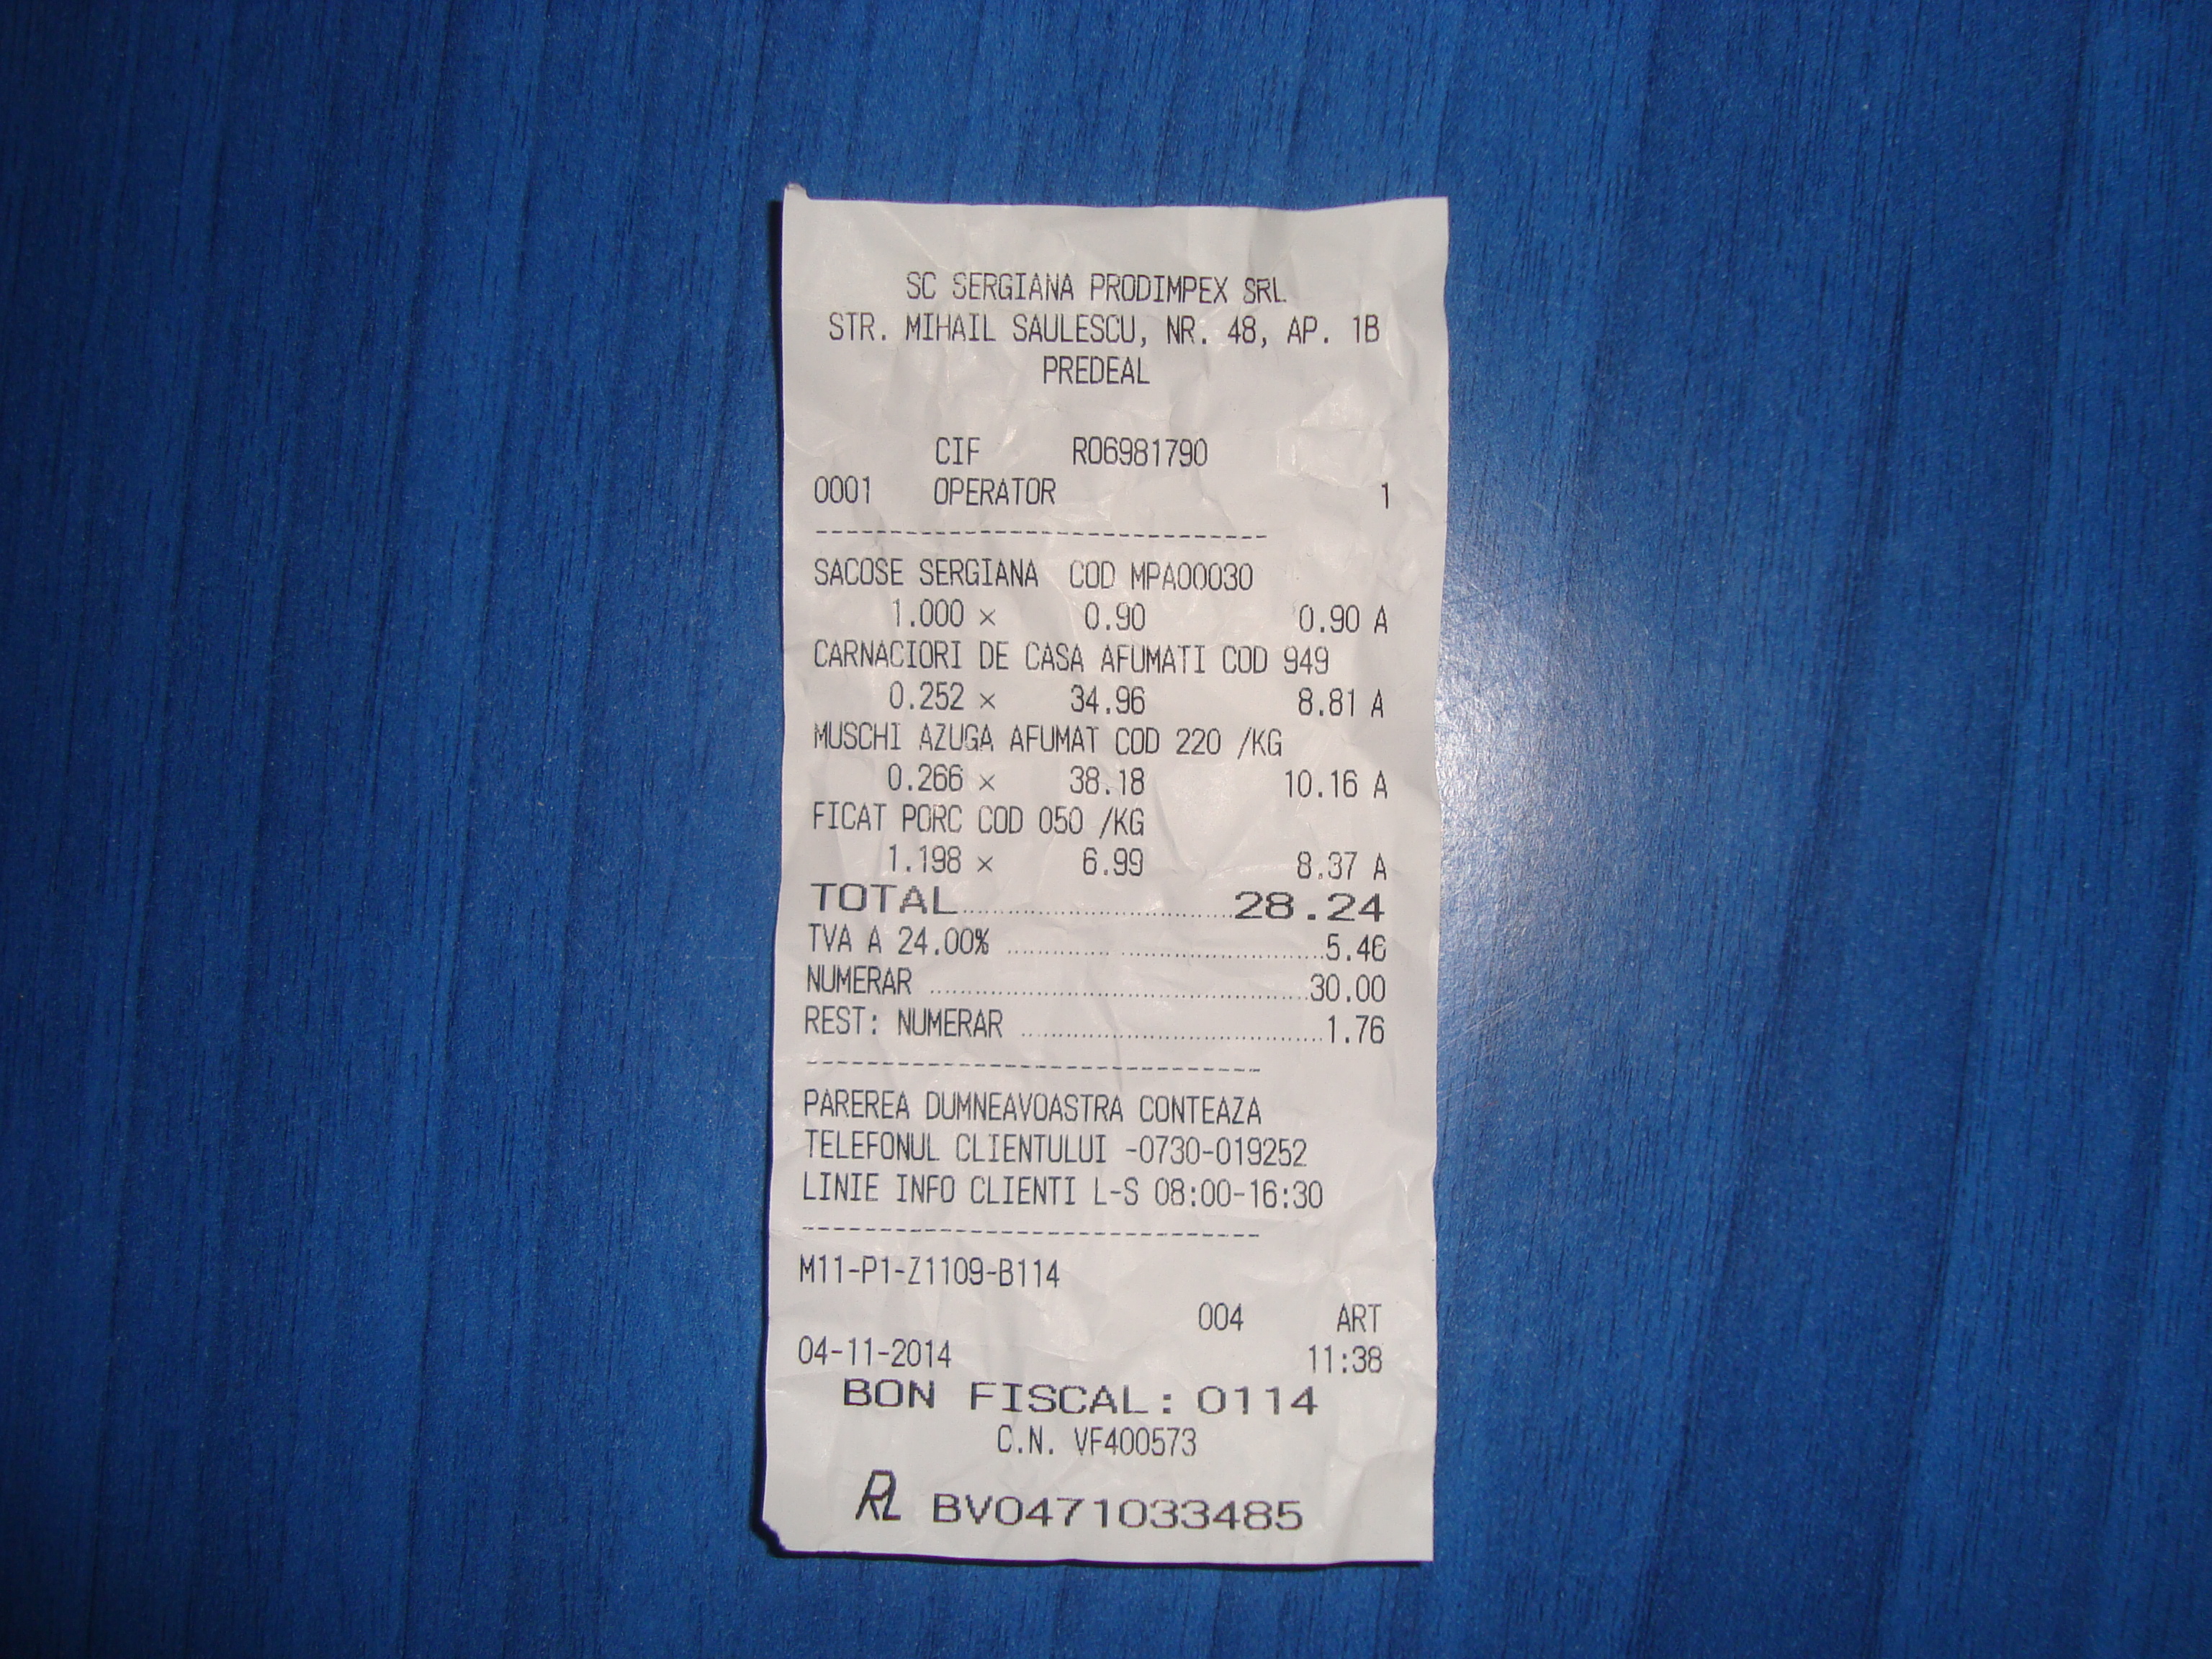 SC SERGIANA PRODIMPEX SRL
STR. MIHAIL SAULESCU, NR. 48, AP. 1B
PREDEAL
CIF RO6981790
0001 OPERATOR 1
------------------------------
SACOSE SERGIANA COD MPA00030
1.000 × 0.90 0.90 A
CARNACIORI DE CASA AFUMATI COD 949
0.252 × 34.96 8.81 A
MUSCHI AZUGA AFUMAT COD 220 /KG
0.266 × 38.18 10.16 A
FICAT PORC COD 050 /KG
1.198 × 6.99 8.37 A
TOTAL 28.24
TVA A 24.00% 5.46
NUMERAR 30.00
REST: NUMERAR 1.76
------------------------------
PAREREA DUMNEAVOASTRA CONTEAZA
TELEFONUL CLIENTULUI -0730-019252
LINIE INFO CLIENTI L-S 08:00-16:30
------------------------------
M11-P1-Z1109-B114
004 ART
04-11-2014 11:38
BON FISCAL: 0114
C.N. VF400573
RL BV0471033485